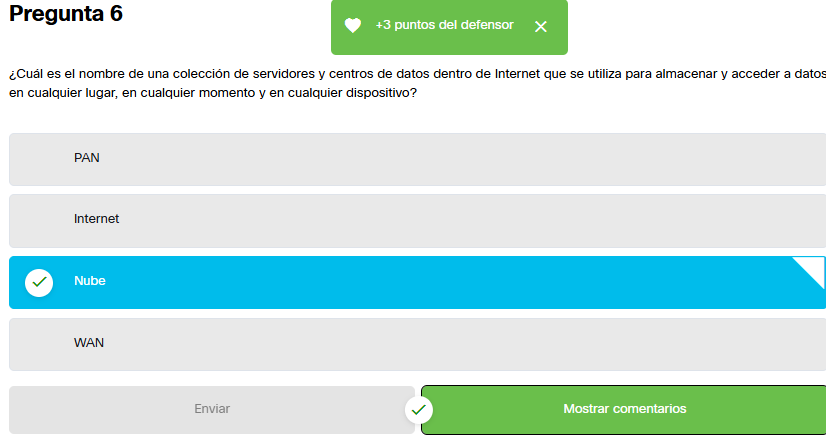 Pregunta 6
+3 puntos del defensor
¿Cuál es el nombre de una colección de servidores y centros de datos dentro de Internet que se utiliza para almacenar y acceder a datos
en cualquier lugar, en cualquier momento y en cualquier dispositivo?
PAN
Internet
Nube
WAN
Enviar
Mostrar comentarios